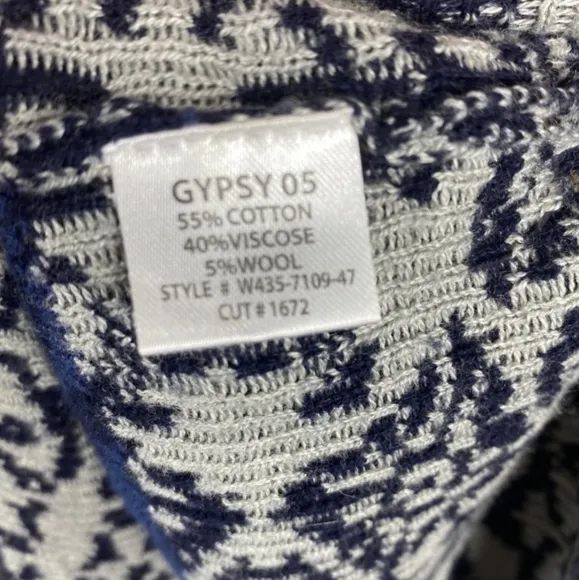 GYPSY 05
55% COTTON
40%VISCOSE
5%WOOL
STYLE # W435-7109-47
CUT#1672